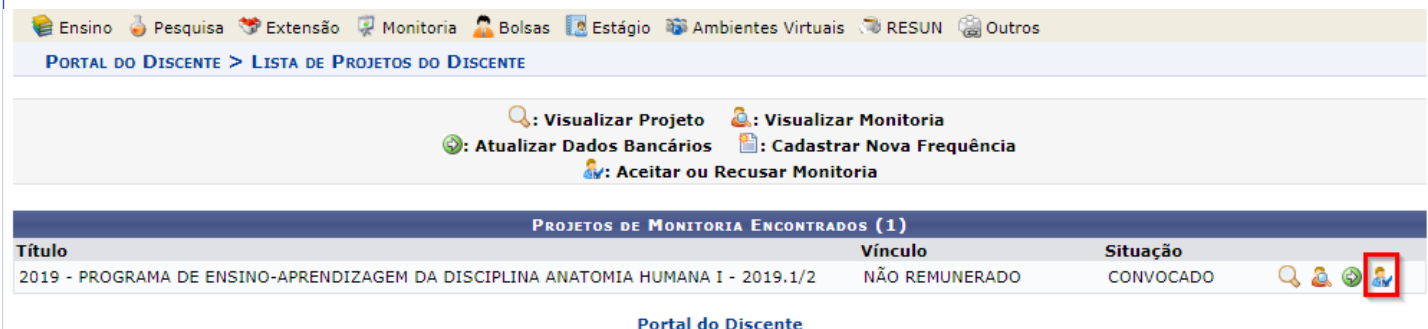 Ensino Pesquisa Extensão Monitoria Bolsas Estágio Ambientes Virtuais RESUN Outros
PORTAL DO DISCENTE > LISTA DE PROJETOS DO DISCENTE
: Visualizar Projeto : Visualizar Monitoria
: Atualizar Dados Bancários : Cadastrar Nova Frequência
: Aceitar ou Recusar Monitoria
PROJETOS DE MONITORIA ENCONTRADOS (1)
Título Vínculo Situação
2019 - PROGRAMA DE ENSINO-APRENDIZAGEM DA DISCIPLINA ANATOMIA HUMANA I - 2019.1/2 NÃO REMUNERADO CONVOCADO
Portal do Discente